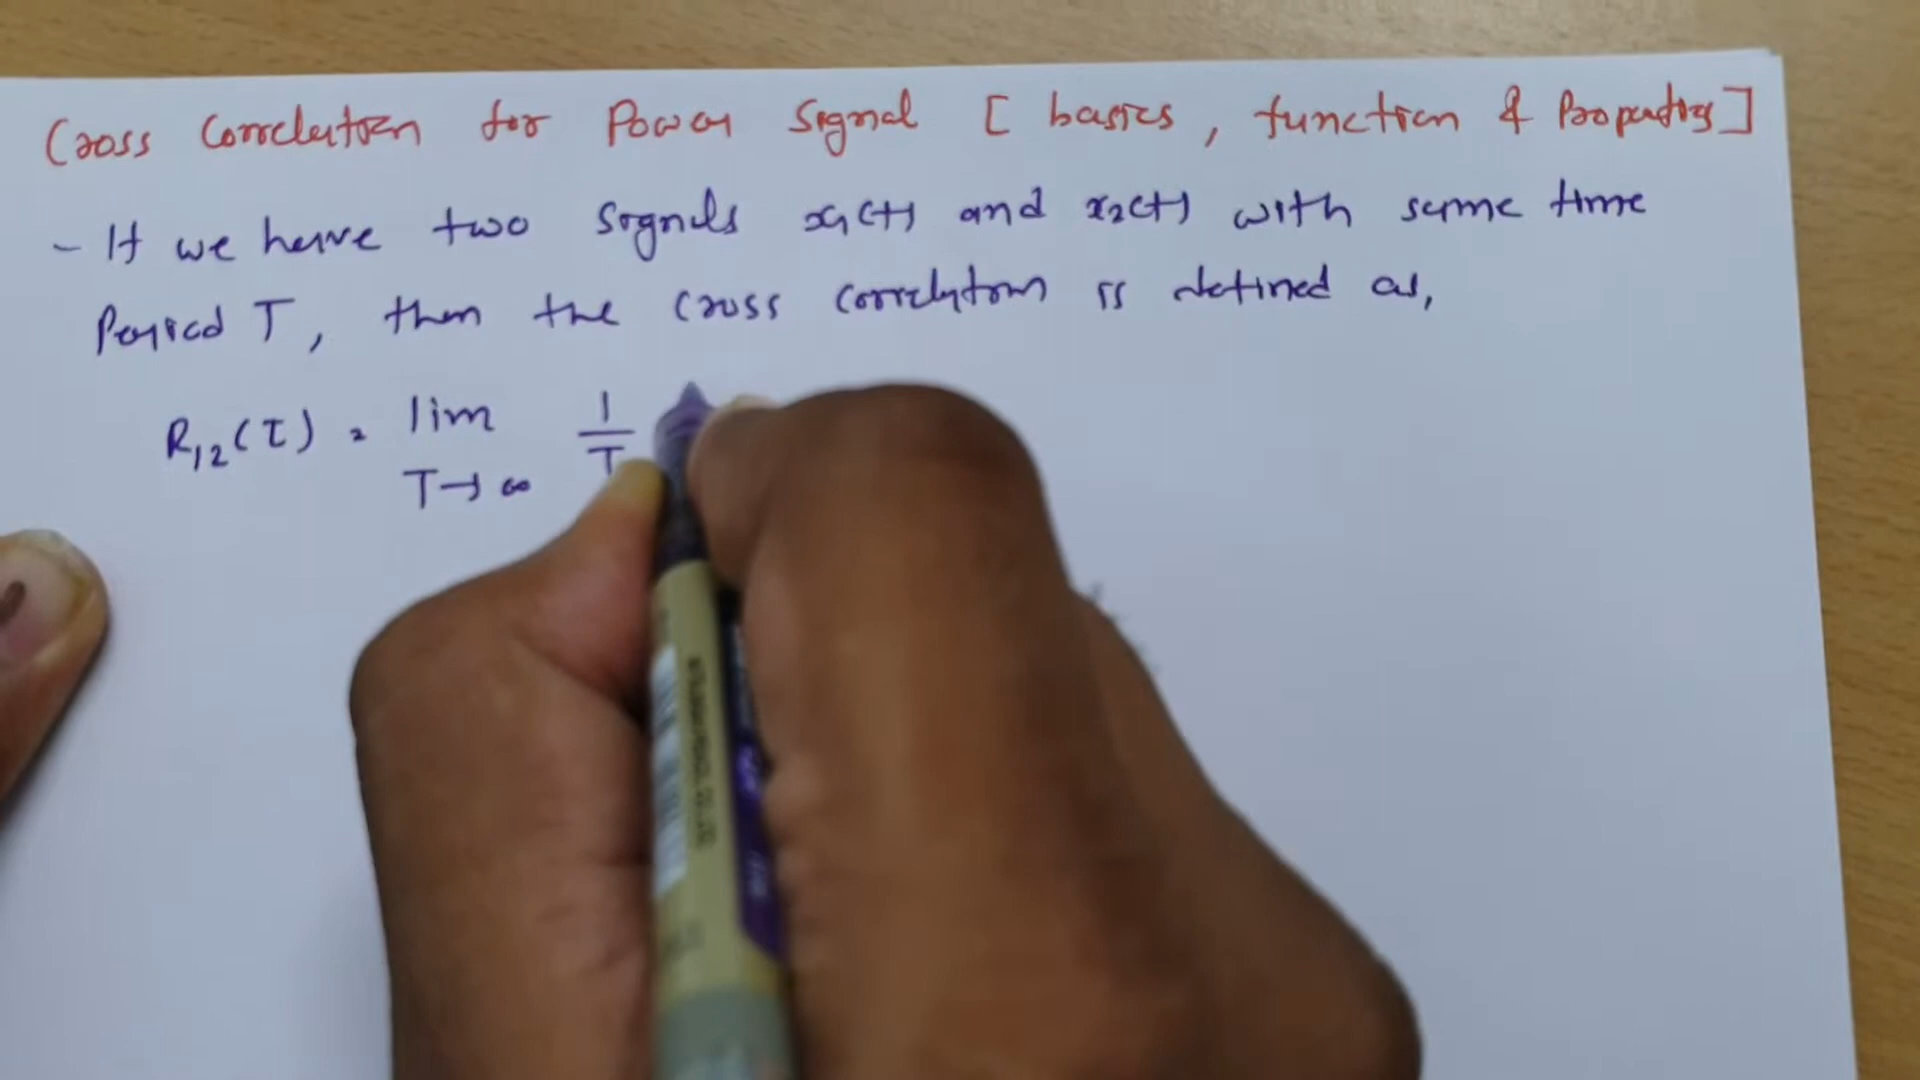 Cross Correlation for Power Signal [ basics, function & Properties ]
- If we have two signals x₁(t) and x₂(t) with same time
Period T, then the cross correlation is defined as,
R₁₂(τ) = lim 1/T
T→∞